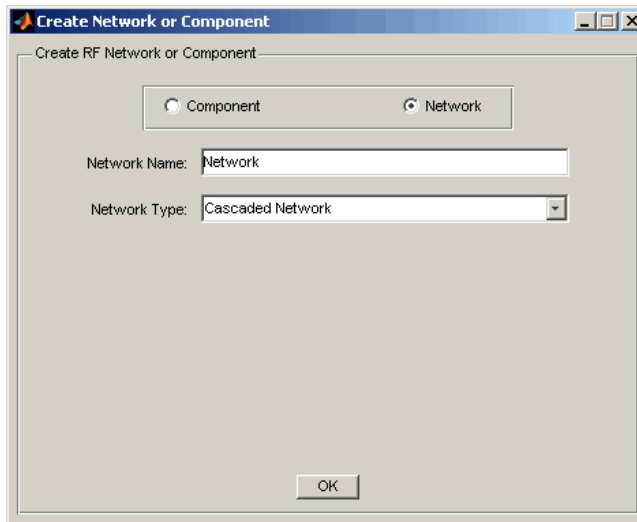 Create Network or Component
Create RF Network or Component
Component Network
Network Name: Network
Network Type: Cascaded Network
OK